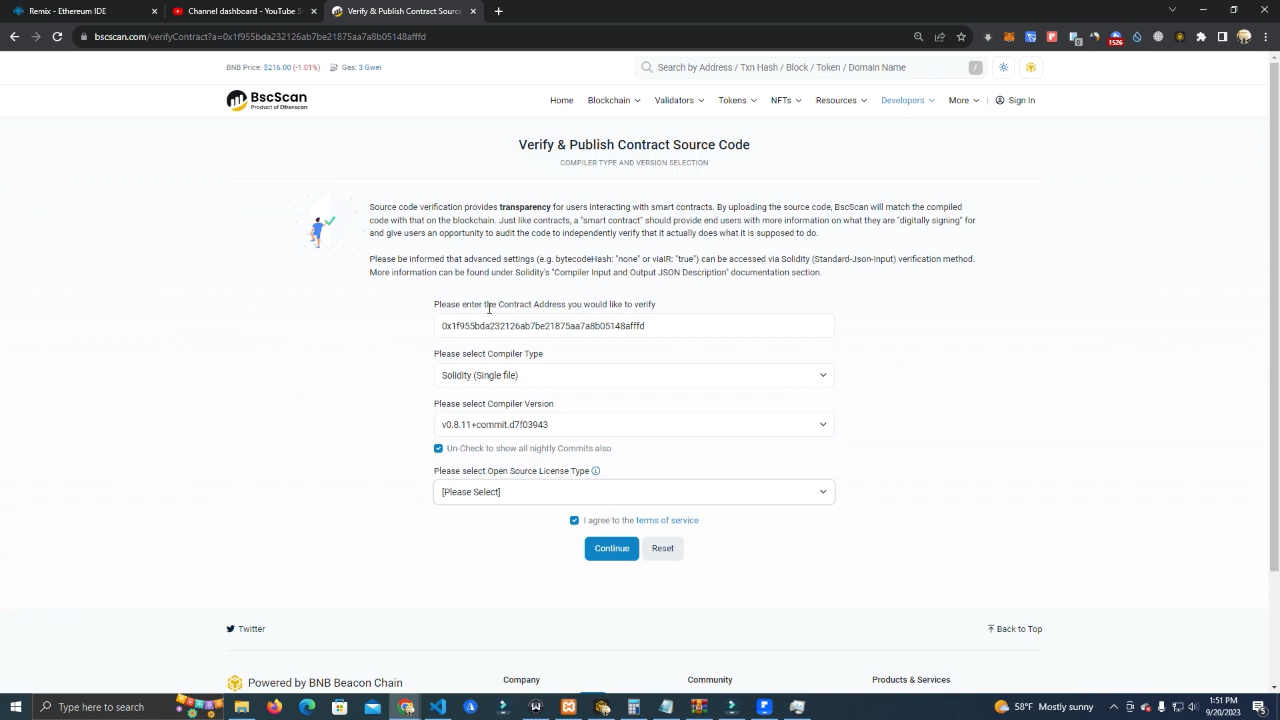 Remix - Ethereum IDE
Channel dashboard - YouTube S
Verify & Publish Contract Source
bscscan.com/verifyContract?a=0x1f955bda232126ab7be21875aa7a8b05148afffd
1526
BNB Price: $216.00 (-1.01%)
Gas: 3 Gwei
Search by Address / Txn Hash / Block / Token / Domain Name
/
BscScan
Product of Etherscan
Home
Blockchain
Validators
Tokens
NFTs
Resources
Developers
More
Sign In
Verify & Publish Contract Source Code
COMPILER TYPE AND VERSION SELECTION
Source code verification provides transparency for users interacting with smart contracts. By uploading the source code, BscScan will match the compiled
code with that on the blockchain. Just like contracts, a "smart contract" should provide end users with more information on what they are "digitally signing" for
and give users an opportunity to audit the code to independently verify that it actually does what it is supposed to do.
Please be informed that advanced settings (e.g. bytecodeHash: "none" or viaIR: "true") can be accessed via Solidity (Standard-Json-Input) verification method.
More information can be found under Solidity's "Compiler Input and Output JSON Description" documentation section.
Please enter the Contract Address you would like to verify
0x1f955bda232126ab7be21875aa7a8b05148afffd
Please select Compiler Type
Solidity (Single file)
Please select Compiler Version
v0.8.11+commit.d7f03943
Un-Check to show all nightly Commits also
Please select Open Source License Type
[Please Select]
I agree to the terms of service
Continue
Reset
Twitter
Back to Top
Powered by BNB Beacon Chain
Company
Community
Products & Services
Type here to search
58°F Mostly sunny
1:51 PM
9/20/2023